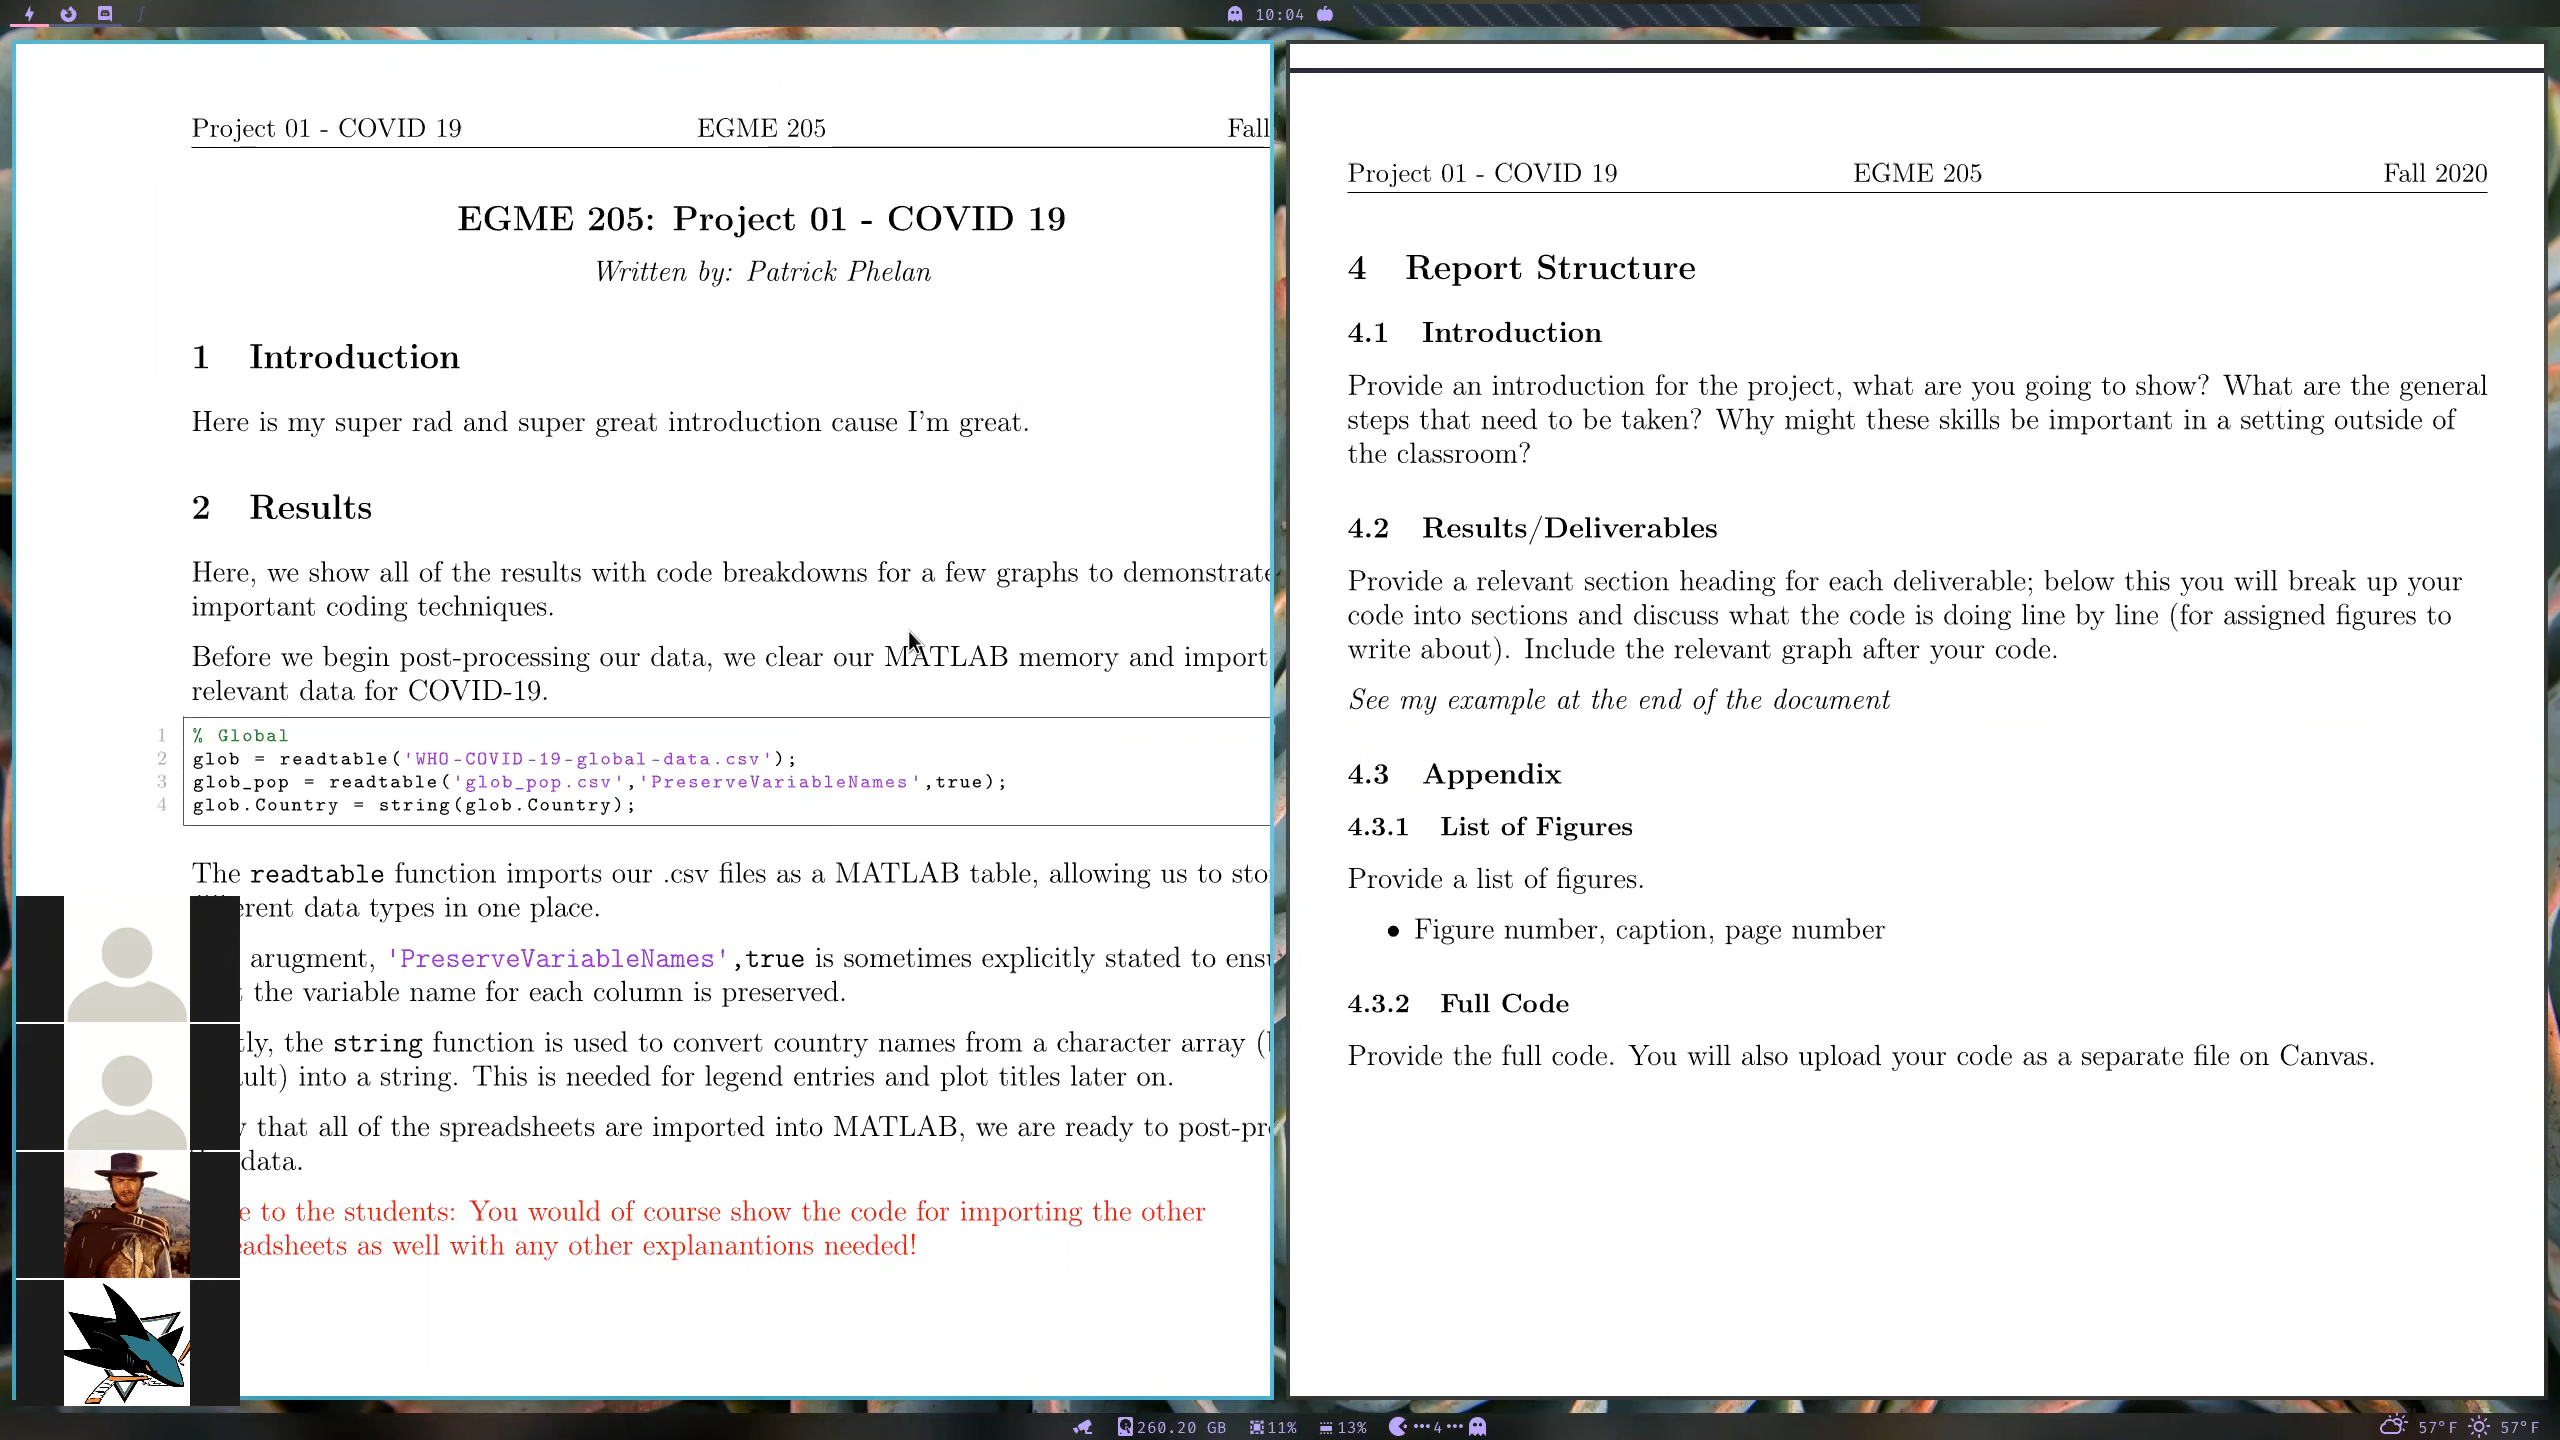 10:04
Project 01 - COVID 19 EGME 205 Fall
EGME 205: Project 01 - COVID 19
Written by: Patrick Phelan
1 Introduction
Here is my super rad and super great introduction cause I'm great.
2 Results
Here, we show all of the results with code breakdowns for a few graphs to demonstrate
important coding techniques.
Before we begin post-processing our data, we clear our MATLAB memory and import
relevant data for COVID-19.
1 % Global
2 glob = readtable('WHO-COVID-19-global-data.csv');
3 glob_pop = readtable('glob_pop.csv','PreserveVariableNames',true);
4 glob.Country = string(glob.Country);
The readtable function imports our .csv files as a MATLAB table, allowing us to
data types in one place.
arugment, 'PreserveVariableNames',true is sometimes explicitly stated to
the variable name for each column is preserved.
the string function is used to convert country names from a character array
into a string. This is needed for legend entries and plot titles later on.
that all of the spreadsheets are imported into MATLAB, we are ready to
data.
to the students: You would of course show the code for importing the other
as well with any other explanantions needed!
Project 01 - COVID 19 EGME 205 Fall 2020
4 Report Structure
4.1 Introduction
Provide an introduction for the project, what are you going to show? What are the general
steps that need to be taken? Why might these skills be important in a setting outside of
the classroom?
4.2 Results/Deliverables
Provide a relevant section heading for each deliverable; below this you will break up your
code into sections and discuss what the code is doing line by line (for assigned figures to
write about). Include the relevant graph after your code.
See my example at the end of the document
4.3 Appendix
4.3.1 List of Figures
Provide a list of figures.
• Figure number, caption, page number
4.3.2 Full Code
Provide the full code. You will also upload your code as a separate file on Canvas.
260.20 GB 11% 13% 4 57°F 57°F